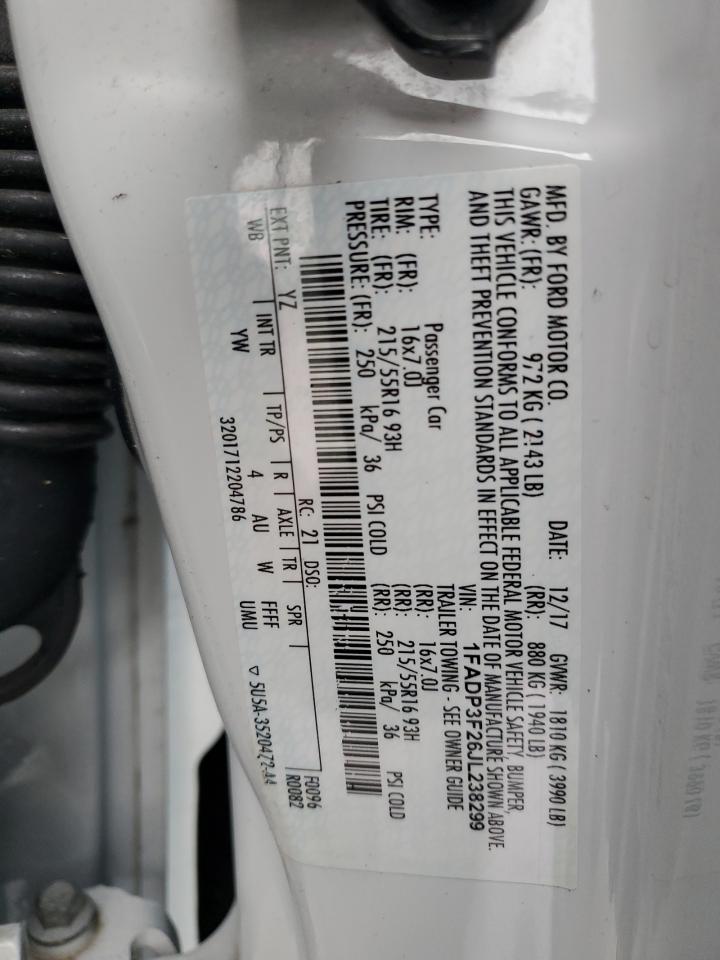 MFD. BY FORD MOTOR CO. DATE: 12/17 GVWR: 1810 KG ( 3990 LB)
GAWR: (FR): 972 KG ( 2143 LB) (RR): 880 KG ( 1940 LB)
THIS VEHICLE CONFORMS TO ALL APPLICABLE FEDERAL MOTOR VEHICLE SAFETY, BUMPER,
AND THEFT PREVENTION STANDARDS IN EFFECT ON THE DATE OF MANUFACTURE SHOWN ABOVE.
VIN: 1FADP3F26JL238299
TYPE: Passenger Car TRAILER TOWING - SEE OWNER GUIDE
RIM: (FR): 16x7.0J (RR): 16x7.0J
TIRE: (FR): 215/55R16 93H (RR): 215/55R16 93H
PRESSURE: (FR): 250 kPa/ 36 PSI COLD (RR): 250 kPa/ 36 PSI COLD
RC: 21 DSO: F0096
EXT PNT: YZ R0082
WB INT TR TP/PS R AXLE TR SPR
YW 4 AU W FFFF
3201712204786 UMU